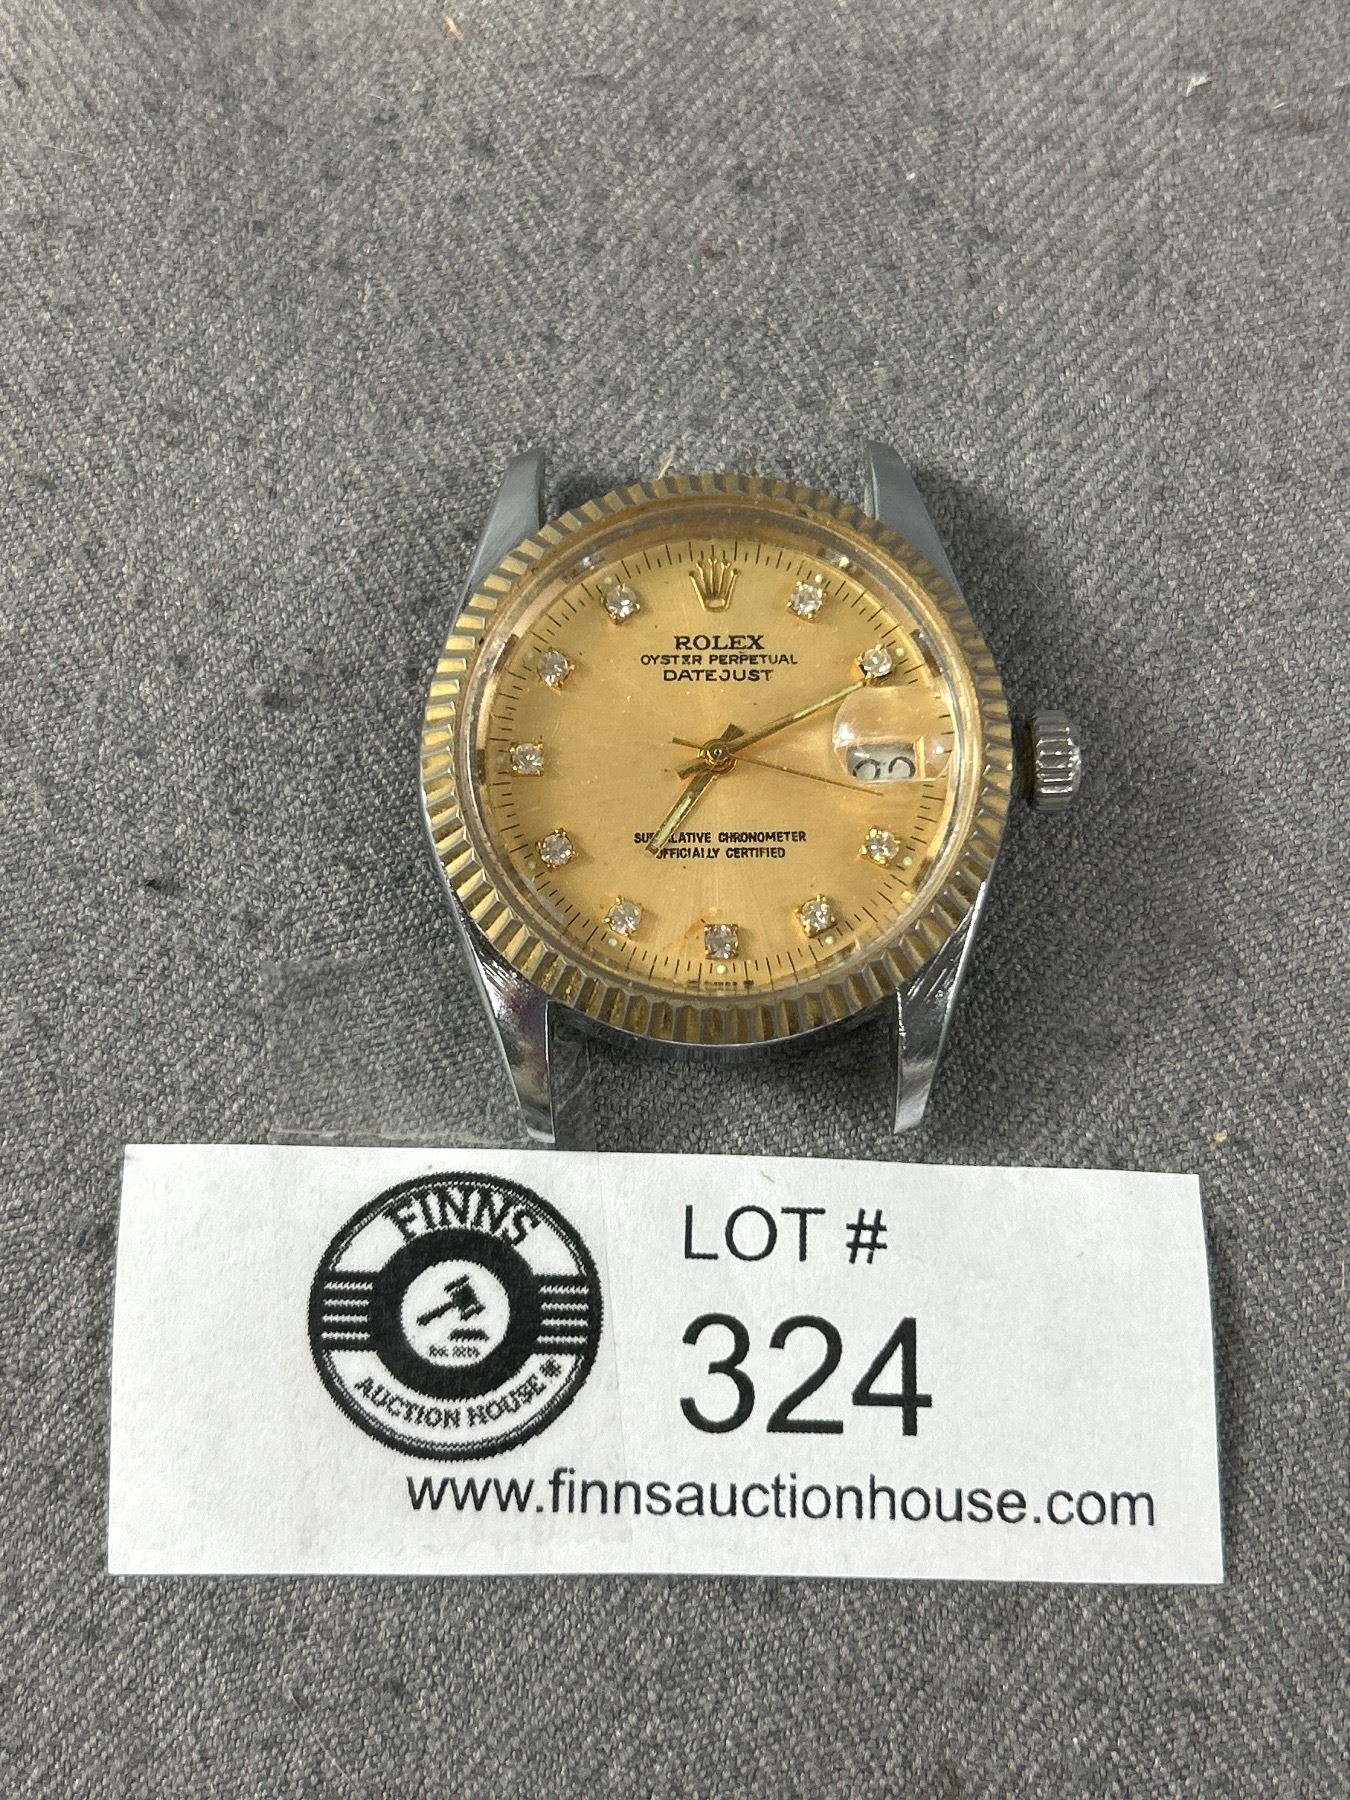 ROLEX
OYSTER PERPETUAL
DATEJUST
SUPERLATIVE CHRONOMETER
OFFICIALLY CERTIFIED
FINNS
AUCTION HOUSE
LOT #
324
www.finnsauctionhouse.com